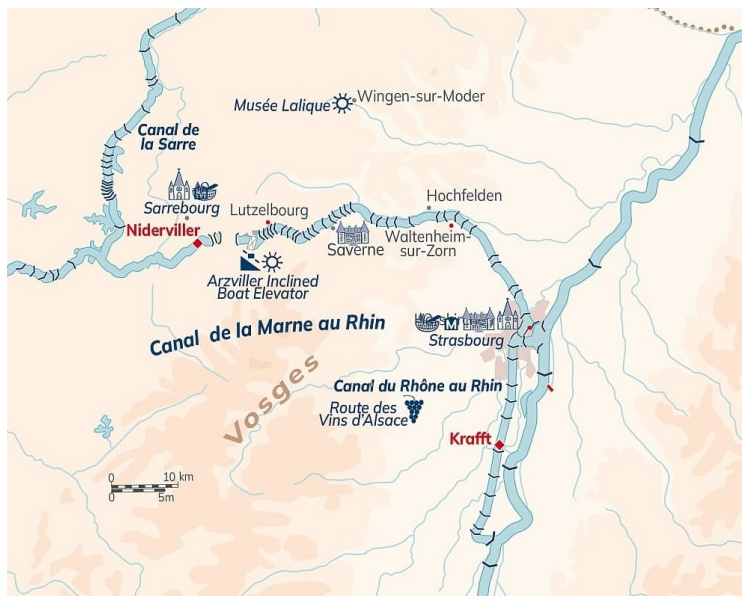 Musée Lalique
Wingen-sur-Moder
Canal de
la Sarre
Sarrebourg
Lutzelbourg
Hochfelden
Niderviller
Saverne
Waltenheim-
sur-Zorn
Arzviller Inclined
Boat Elevator
Canal de la Marne au Rhin
M
Strasbourg
Vosges
Canal du Rhône au Rhin
Route des
Vins d'Alsace
Krafft
0 10 km
0 5m